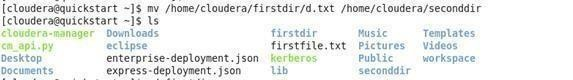 [cloudera@quickstart ~]$ mv /home/cloudera/firstdir/d.txt /home/cloudera/seconddir
[cloudera@quickstart ~]$ ls
cloudera-manager Downloads firstdir Music Templates
cm_api.py eclipse firstfile.txt Pictures Videos
Desktop enterprise-deployment.json kerberos Public workspace
Documents express-deployment.json lib seconddir